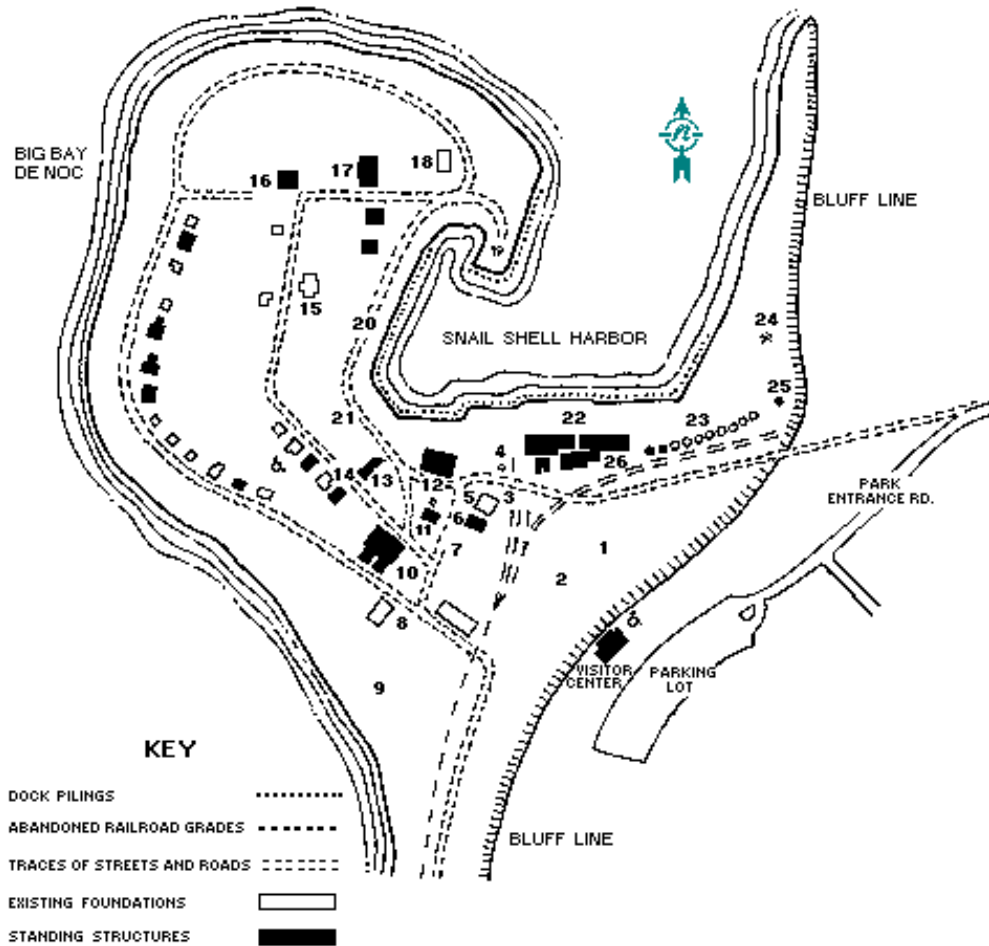 BIG BAY
DE NOC
n
BLUFF LINE
16
17
18
19
15
20
SNAIL SHELL HARBOR
24
25
21
22
23
4
26
14
13
12
5
3
PARK
ENTRANCE RD.
11
6
7
1
10
2
8
9
VISITOR
CENTER
PARKING
LOT
BLUFF LINE
KEY
DOCK PILINGS
ABANDONED RAILROAD GRADES
TRACES OF STREETS AND ROADS
EXISTING FOUNDATIONS
STANDING STRUCTURES